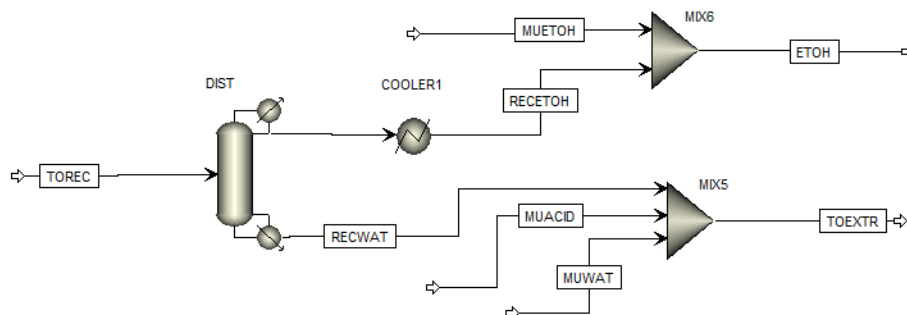 MIX6
MUETOH
ETOH
DIST
COOLER1
RECETOH
TOREC
MIX5
RECWAT
MUACID
TOEXTR
MUWAT